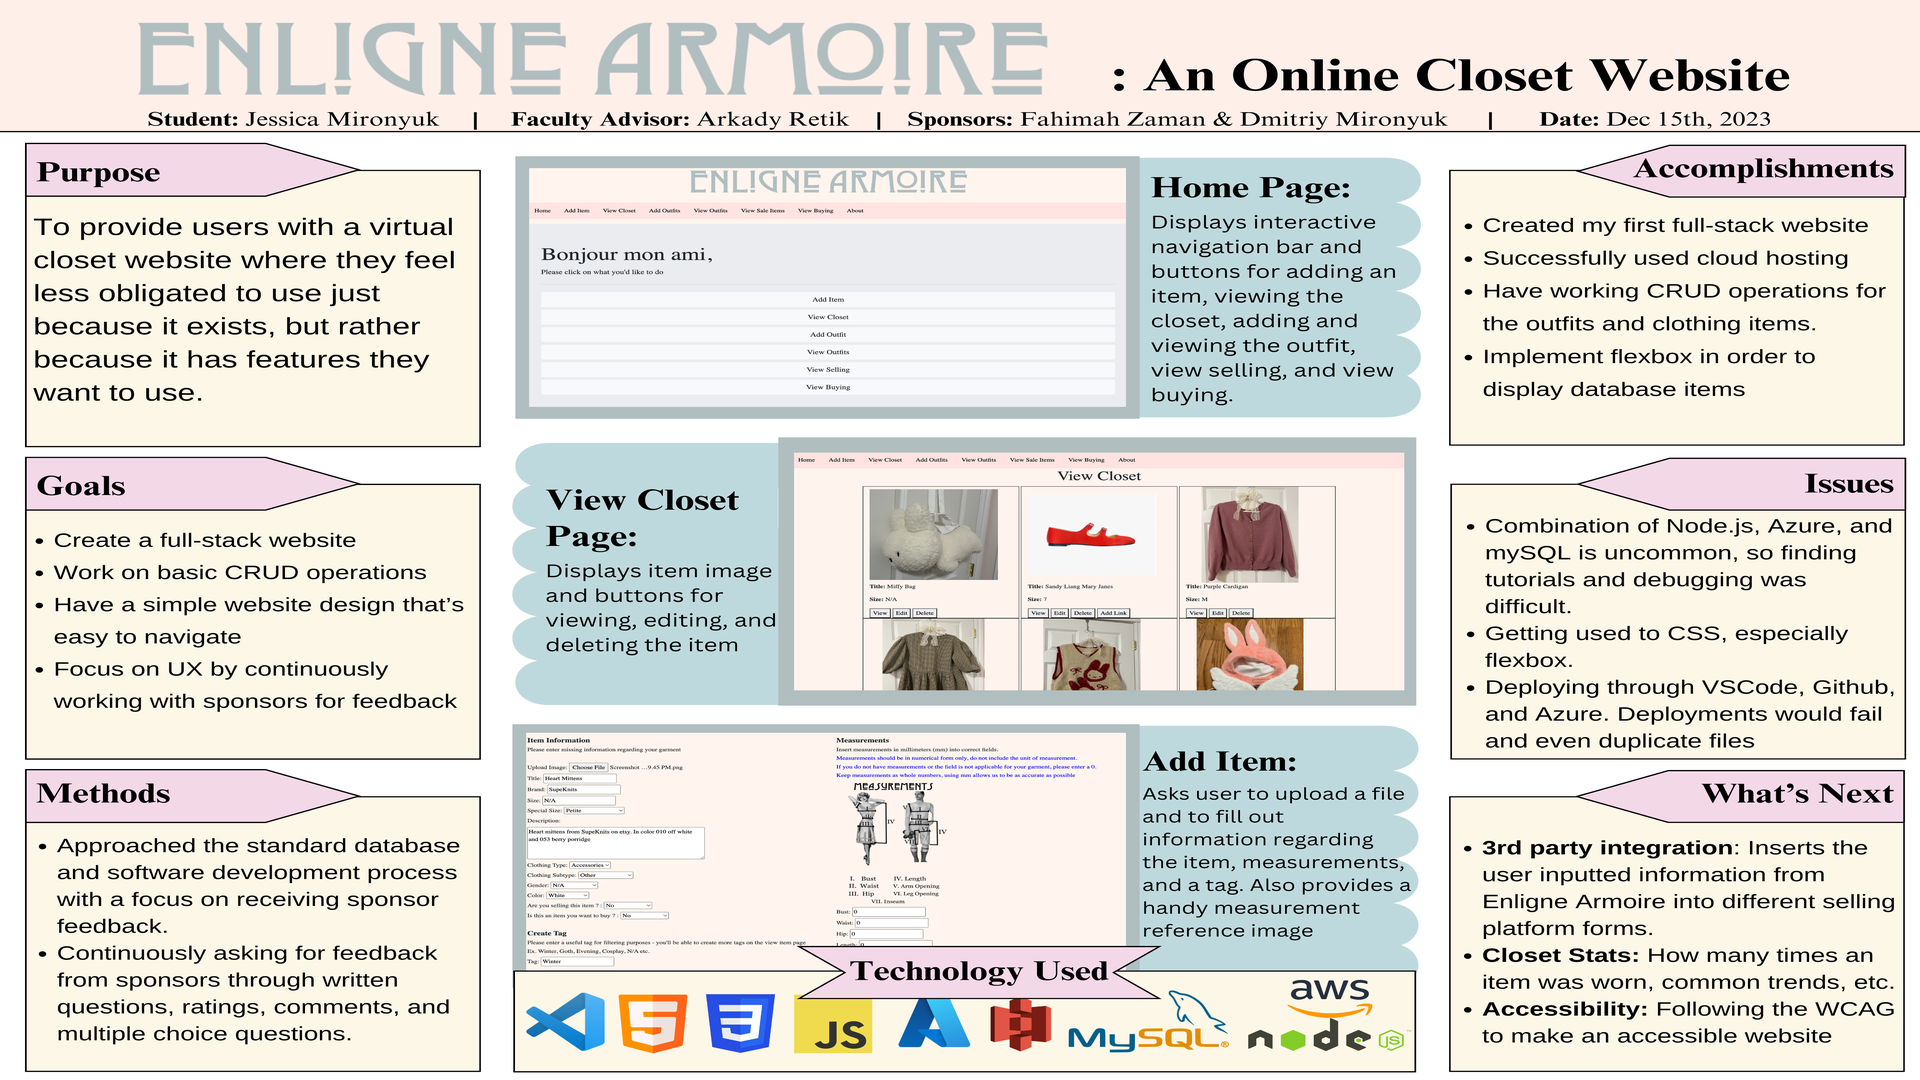 ENLIGNE ARMOIRE : An Online Closet Website
Student: Jessica Mironyuk | Faculty Advisor: Arkady Retik | Sponsors: Fahimah Zaman & Dmitriy Mironyuk | Date: Dec 15th, 2023
Purpose
To provide users with a virtual
closet website where they feel
less obligated to use just
because it exists, but rather
because it has features they
want to use.
Goals
• Create a full-stack website
• Work on basic CRUD operations
• Have a simple website design that's
easy to navigate
• Focus on UX by continuously
working with sponsors for feedback
Methods
• Approached the standard database
and software development process
with a focus on receiving sponsor
feedback.
• Continuously asking for feedback
from sponsors through written
questions, ratings, comments, and
multiple choice questions.
ENLIGNE ARMOIRE
Home Add Item View Closet Add Outfits View Outfits View Sale Items View Buying About
Bonjour mon ami,
Please click on what you'd like to do
Add Item
View Closet
Add Outfit
View Outfits
View Selling
View Buying
Home Page:
Displays interactive
navigation bar and
buttons for adding an
item, viewing the
closet, adding and
viewing the outfit,
view selling, and view
buying.
View Closet
Page:
Displays item image
and buttons for
viewing, editing, and
deleting the item
Home Add Item View Closet Add Outfits View Outfits View Sale Items View Buying About
View Closet
Title: Miffy Bag
Size: N/A
View Edit Delete
Title: Sandy Liang Mary Janes
Size: 7
View Edit Delete Add Link
Title: Purple Cardigan
Size: M
View Edit Delete
Item Information
Please enter missing information regarding your garment
Upload Image: Choose File Screenshot ...9.45 PM.png
Title: Heart Mittens
Brand: SupeKnits
Size: N/A
Special Size: Petite
Description:
Heart mittens from SupeKnits on etsy. In color 010 off white
and 053 berry porridge
Clothing Type: Accessories
Clothing Subtype: Other
Gender: N/A
Color: White
Are you selling this item ? : No
Is this an item you want to buy ? : No
Create Tag
Please enter a useful tag for filtering purposes - you'll be able to create more tags on the view item page
Ex. Winter, Goth, Evening, Cosplay, N/A etc.
Tag: Winter
Measurements
Insert measurements in millimeters (mm) into correct fields.
Measurements should be in numerical form only, do not include the unit of measurement.
If you do not have measurements or the field is not applicable for your garment, please enter a 0.
Keep measurements as whole numbers, using mm allows us to be as accurate as possible
MEASUREMENTS
IV IV
I. Bust IV. Length
II. Waist V. Arm Opening
III. Hip VI. Leg Opening
VII. Inseam
Bust: 0
Waist: 0
Hip: 0
Length: 0
Add Item:
Asks user to upload a file
and to fill out
information regarding
the item, measurements,
and a tag. Also provides a
handy measurement
reference image
Technology Used
5 3 JS MySQL® aws node JS
Accomplishments
• Created my first full-stack website
• Successfully used cloud hosting
• Have working CRUD operations for
the outfits and clothing items.
• Implement flexbox in order to
display database items
Issues
• Combination of Node.js, Azure, and
mySQL is uncommon, so finding
tutorials and debugging was
difficult.
• Getting used to CSS, especially
flexbox.
• Deploying through VSCode, Github,
and Azure. Deployments would fail
and even duplicate files
What's Next
• 3rd party integration: Inserts the
user inputted information from
Enligne Armoire into different selling
platform forms.
• Closet Stats: How many times an
item was worn, common trends, etc.
• Accessibility: Following the WCAG
to make an accessible website